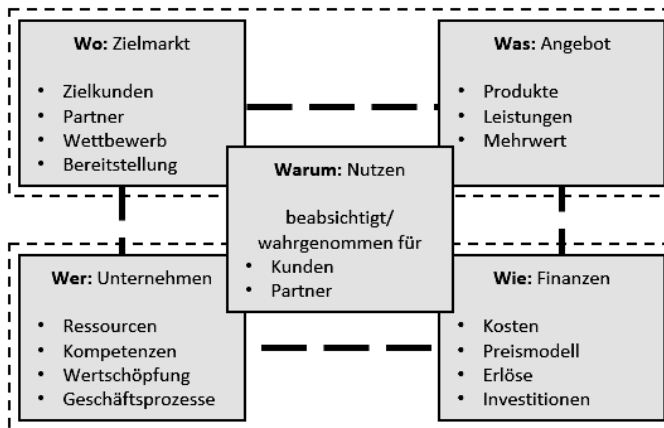 Wo: Zielmarkt
• Zielkunden
• Partner
• Wettbewerb
• Bereitstellung
Was: Angebot
• Produkte
• Leistungen
• Mehrwert
Warum: Nutzen
beabsichtigt/
wahrgenommen für
• Kunden
• Partner
Wer: Unternehmen
• Ressourcen
• Kompetenzen
• Wertschöpfung
• Geschäftsprozesse
Wie: Finanzen
• Kosten
• Preismodell
• Erlöse
• Investitionen